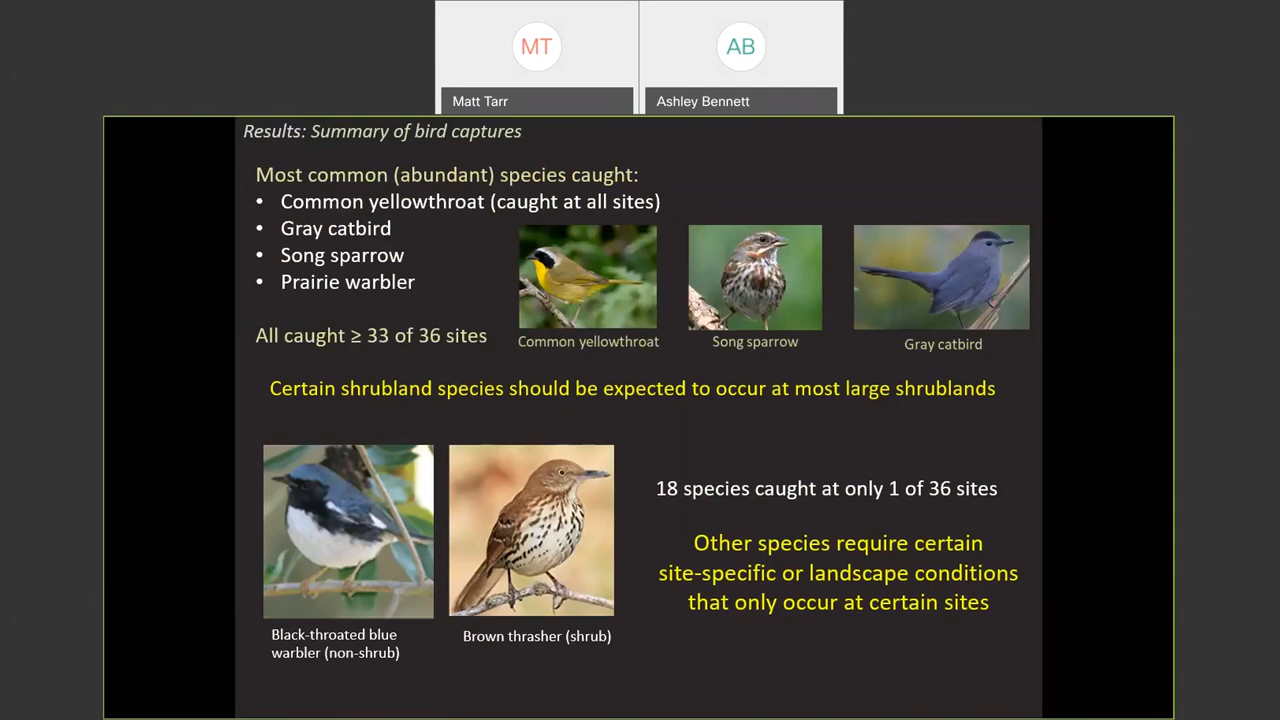 MT
AB
Matt Tarr
Ashley Bennett
Results: Summary of bird captures
Most common (abundant) species caught:
• Common yellowthroat (caught at all sites)
• Gray catbird
• Song sparrow
• Prairie warbler
All caught ≥ 33 of 36 sites
Common yellowthroat
Song sparrow
Gray catbird
Certain shrubland species should be expected to occur at most large shrublands
18 species caught at only 1 of 36 sites
Other species require certain
site-specific or landscape conditions
that only occur at certain sites
Black-throated blue
warbler (non-shrub)
Brown thrasher (shrub)